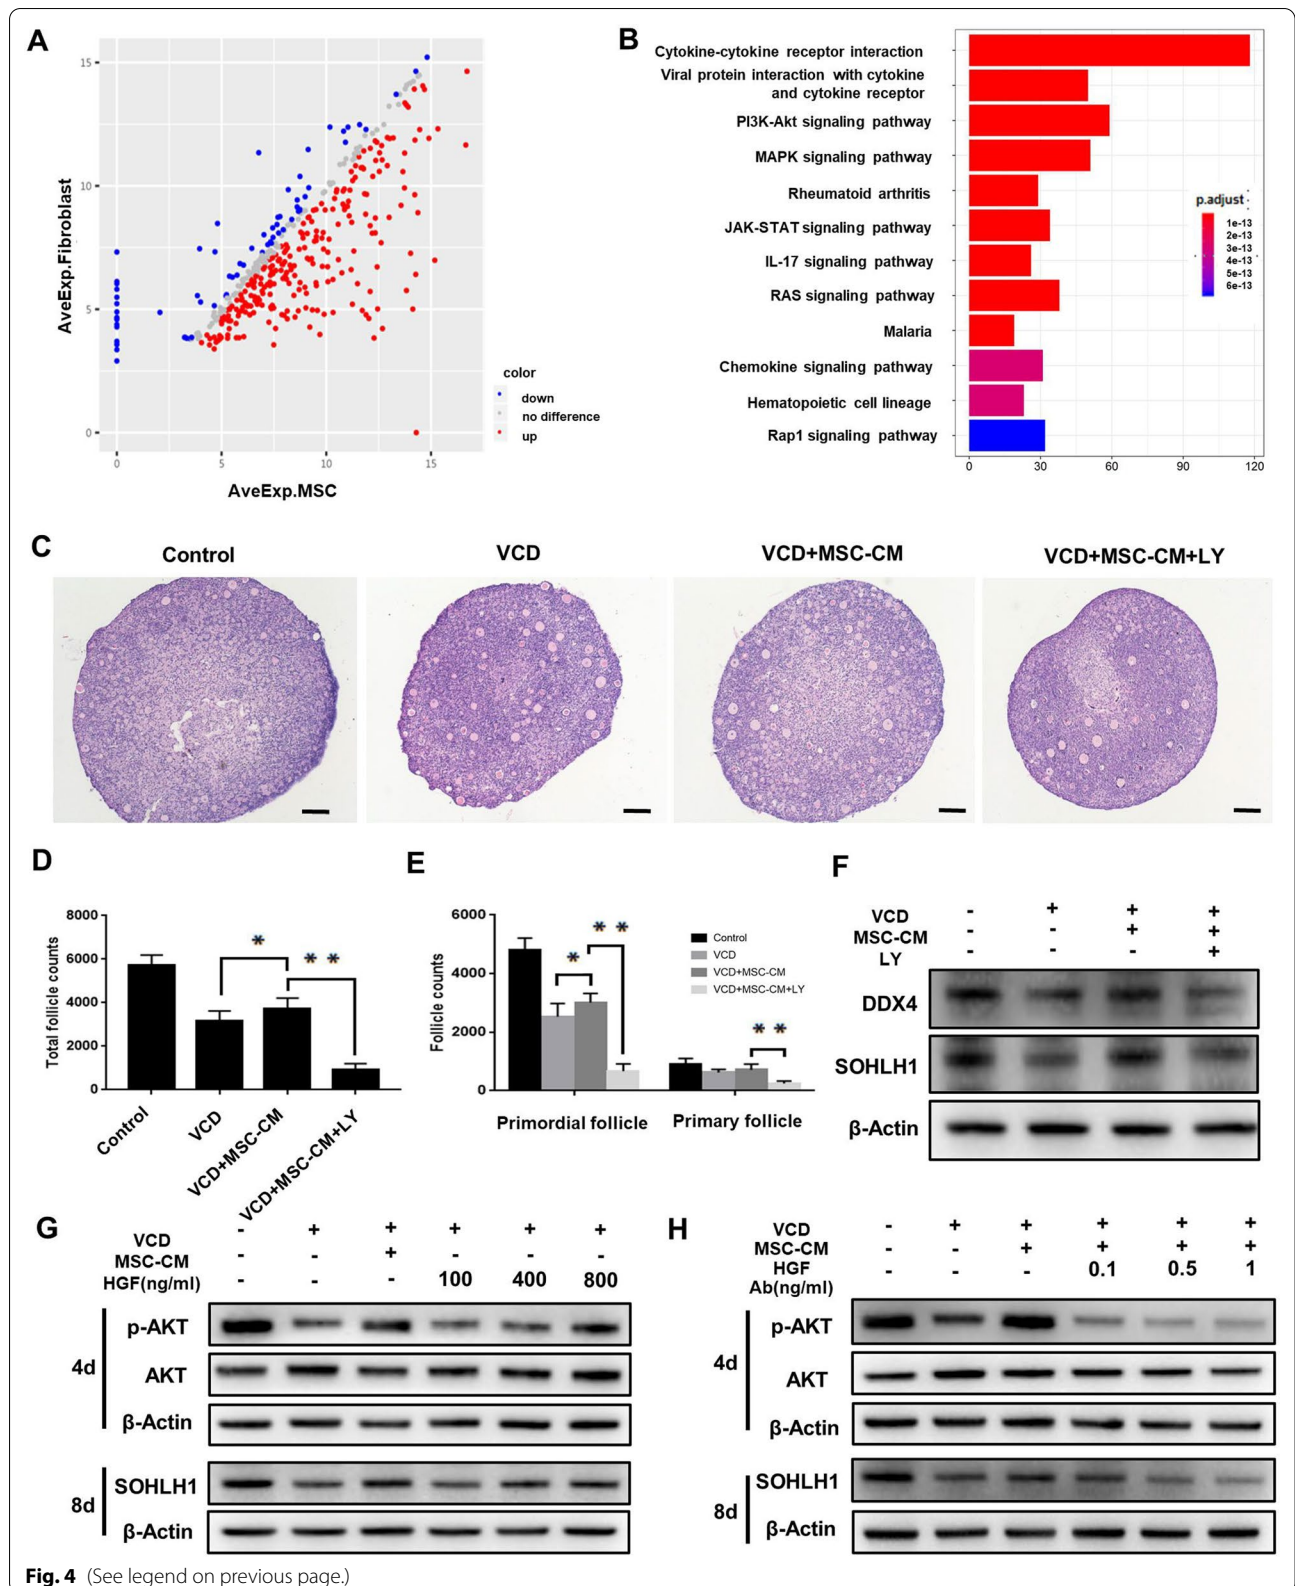 A
15
10
5
0
AveExp.Fibroblast
0 5 10 15
AveExp.MSC
color
down
no difference
up
B
Cytokine-cytokine receptor interaction
Viral protein interaction with cytokine
and cytokine receptor
PI3K-Akt signaling pathway
MAPK signaling pathway
Rheumatoid arthritis
JAK-STAT signaling pathway
IL-17 signaling pathway
RAS signaling pathway
Malaria
Chemokine signaling pathway
Hematopoietic cell lineage
Rap1 signaling pathway
0 30 60 90 120
p.adjust
1e-13
2e-13
3e-13
4e-13
5e-13
6e-13
C
Control VCD VCD+MSC-CM VCD+MSC-CM+LY
D
8000
6000
4000
2000
0
Total follicle counts
*
* *
Control VCD VCD+MSC-CM VCD+MSC-CM+LY
E
6000
4000
2000
0
Follicle counts
*
* *
* *
Control
VCD
VCD+MSC-CM
VCD+MSC-CM+LY
Primordial follicle Primary follicle
F
VCD - + + +
MSC-CM - - + +
LY - - - +
DDX4
SOHLH1
β-Actin
G
VCD - + + + + +
MSC-CM - - + - - -
HGF(ng/ml) - - - 100 400 800
4d
p-AKT
AKT
β-Actin
8d
SOHLH1
β-Actin
H
VCD - + + + + +
MSC-CM - - + + + +
HGF - - - 0.1 0.5 1
Ab(ng/ml)
4d
p-AKT
AKT
β-Actin
8d
SOHLH1
β-Actin
Fig. 4 (See legend on previous page.)